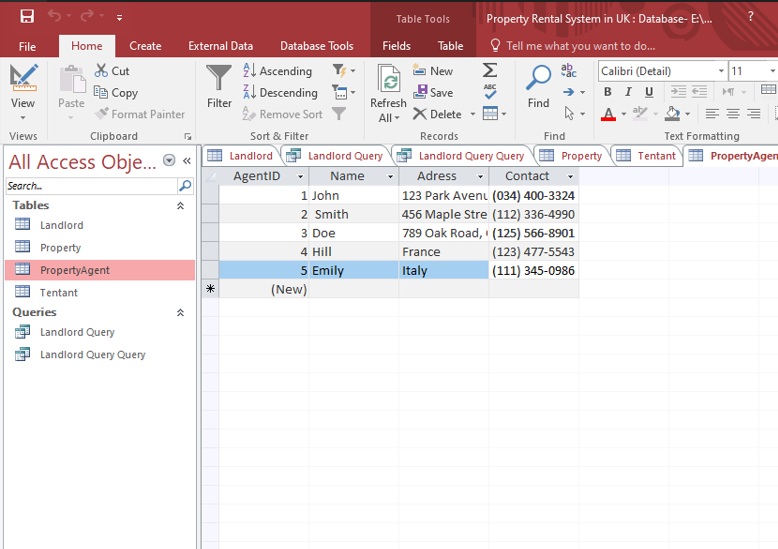 Table Tools
Property Rental System in UK : Database- E:\...
?
File
Home
Create
External Data
Database Tools
Fields
Table
Tell me what you want to do...
View
Views
Paste
Cut
Copy
Format Painter
Clipboard
Filter
Ascending
Descending
Remove Sort
Sort & Filter
Refresh
All
New
Save
Delete
Records
Find
ab
ac
Find
Calibri (Detail)
11
B I U
A
Text Formatting
All Access Obje...
Search..
Tables
Landlord
Property
PropertyAgent
Tentant
Queries
Landlord Query
Landlord Query Query
Landlord Landlord Query Landlord Query Query Property Tentant PropertyAgen
AgentID Name Adress Contact
1 John 123 Park Avenu (034) 400-3324
2 Smith 456 Maple Stre (112) 336-4990
3 Doe 789 Oak Road, (125) 566-8901
4 Hill France (123) 477-5543
5 Emily Italy (111) 345-0986
(New)